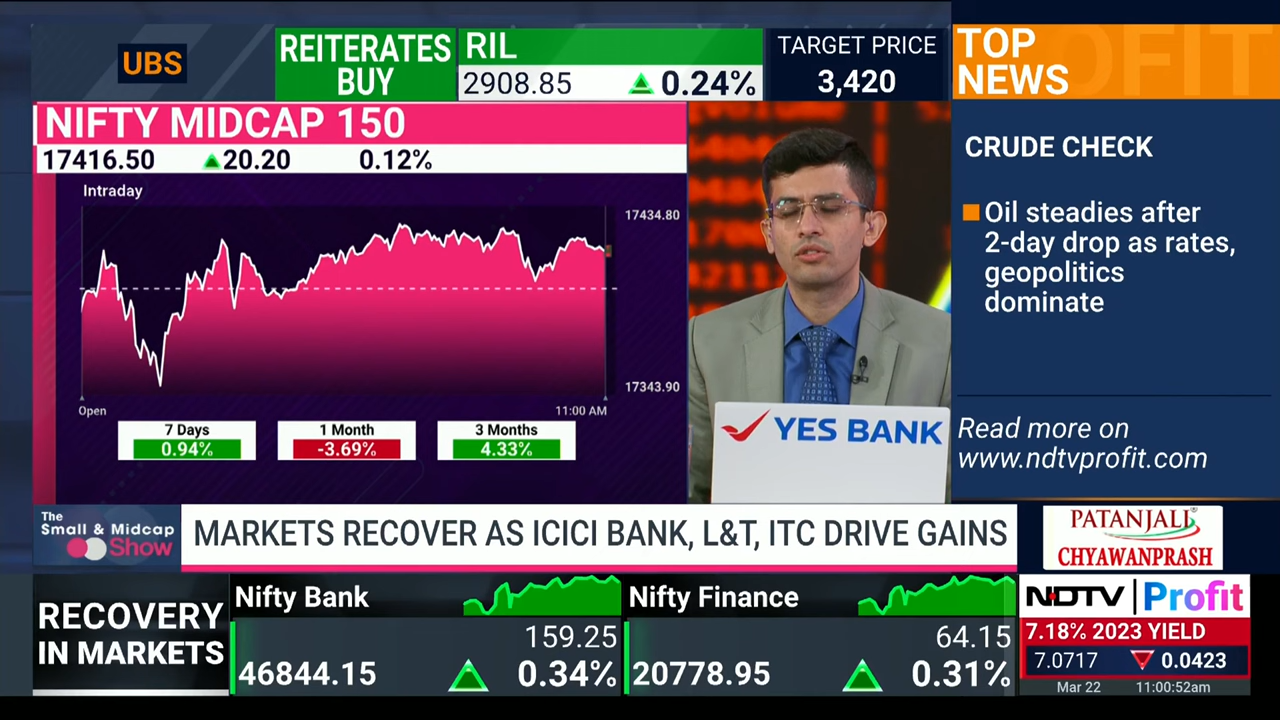 UBS
REITERATES
BUY
RIL
2908.85
0.24%
TARGET PRICE
3,420
TOP
NEWS
NIFTY MIDCAP 150
17416.50 20.20 0.12%
Intraday
17434.80
17343.90
Open
11:00 AM
7 Days
0.94%
1 Month
-3.69%
3 Months
4.33%
YES BANK
CRUDE CHECK
Oil steadies after
2-day drop as rates,
geopolitics
dominate
Read more on
www.ndtvprofit.com
The
Small & Midcap
Show
MARKETS RECOVER AS ICICI BANK, L&T, ITC DRIVE GAINS
PATANJALI
CHYAWANPRASH
RECOVERY
IN MARKETS
Nifty Bank
159.25
46844.15 0.34%
Nifty Finance
64.15
20778.95 0.31%
NDTV Profit
7.18% 2023 YIELD
7.0717 0.0423
Mar 22 11:00:52am